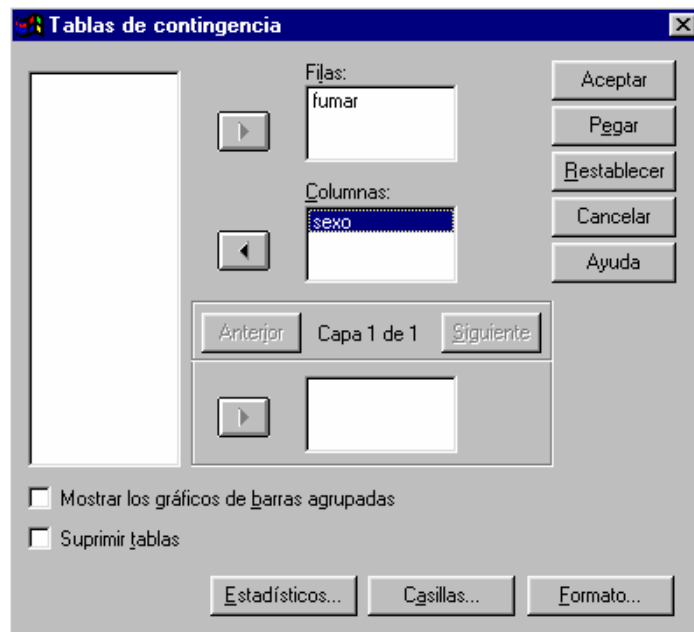 Tablas de contingencia
Filas:
fumar
Aceptar
Pegar
Restablecer
Columnas:
sexo
Cancelar
Ayuda
Anterior
Capa 1 de 1
Siguiente
Mostrar los gráficos de barras agrupadas
Suprimir tablas
Estadísticos...
Casillas...
Formato...